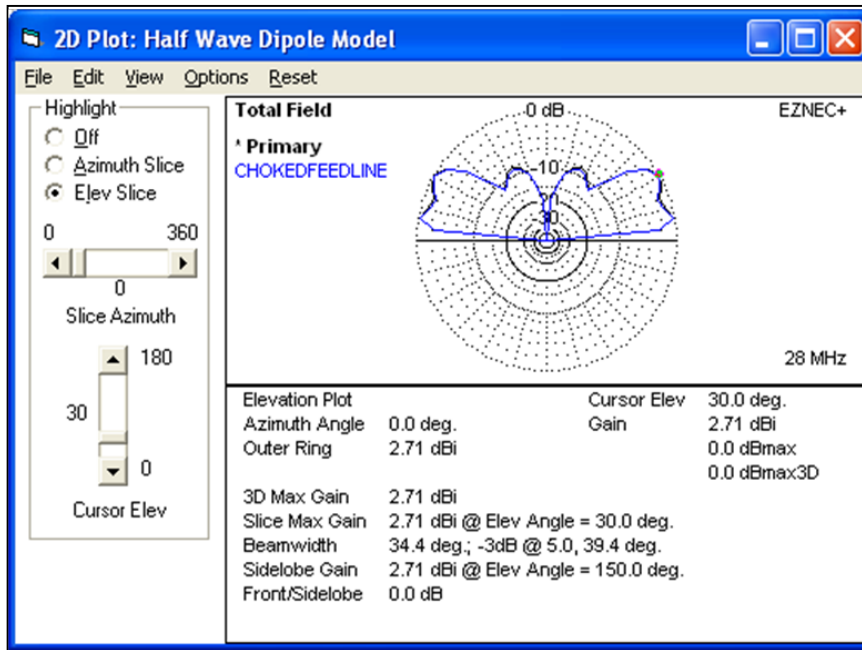 2D Plot: Half Wave Dipole Model
File Edit View Options Reset
Highlight
Off
Azimuth Slice
Elev Slice
0 360
0
Slice Azimuth
180
30
0
Cursor Elev
Total Field
0 dB
EZNEC+
* Primary
CHOKEDFEEDLINE
-10
28 MHz
Elevation Plot Cursor Elev 30.0 deg.
Azimuth Angle 0.0 deg. Gain 2.71 dBi
Outer Ring 2.71 dBi 0.0 dBmax
0.0 dBmax3D
3D Max Gain 2.71 dBi
Slice Max Gain 2.71 dBi @ Elev Angle = 30.0 deg.
Beamwidth 34.4 deg.; -3dB @ 5.0, 39.4 deg.
Sidelobe Gain 2.71 dBi @ Elev Angle = 150.0 deg.
Front/Sidelobe 0.0 dB